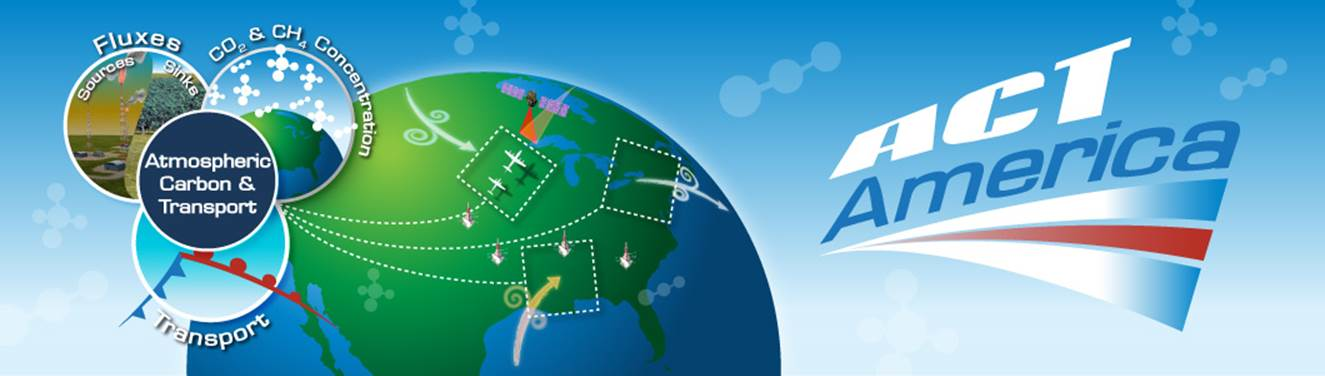 Fluxes
Sources
Sinks
CO₂ & CH₄ Concentration
Atmospheric
Carbon &
Transport
Transport
ACT
America